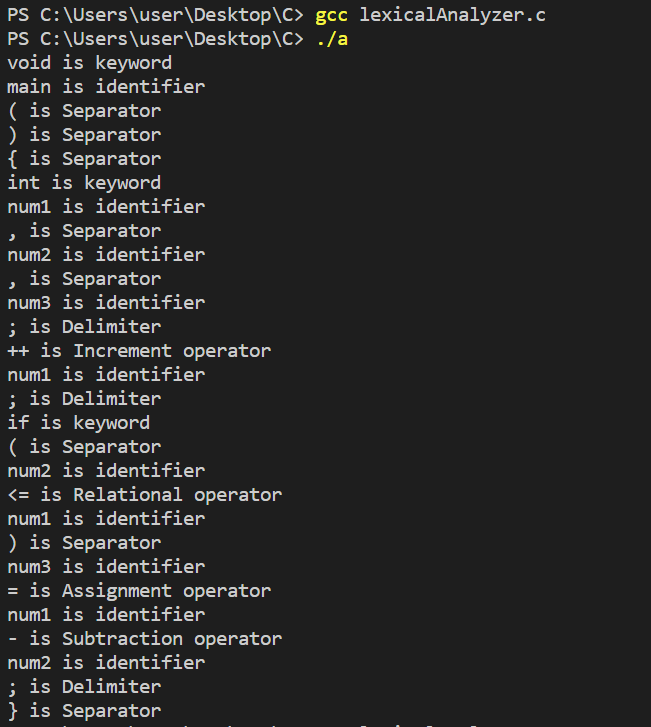 PS C:\Users\user\Desktop\C> gcc lexicalAnalyzer.c
PS C:\Users\user\Desktop\C> ./a
void is keyword
main is identifier
( is Separator
) is Separator
{ is Separator
int is keyword
num1 is identifier
, is Separator
num2 is identifier
, is Separator
num3 is identifier
; is Delimiter
++ is Increment operator
num1 is identifier
; is Delimiter
if is keyword
( is Separator
num2 is identifier
<= is Relational operator
num1 is identifier
) is Separator
num3 is identifier
= is Assignment operator
num1 is identifier
- is Subtraction operator
num2 is identifier
; is Delimiter
} is Separator